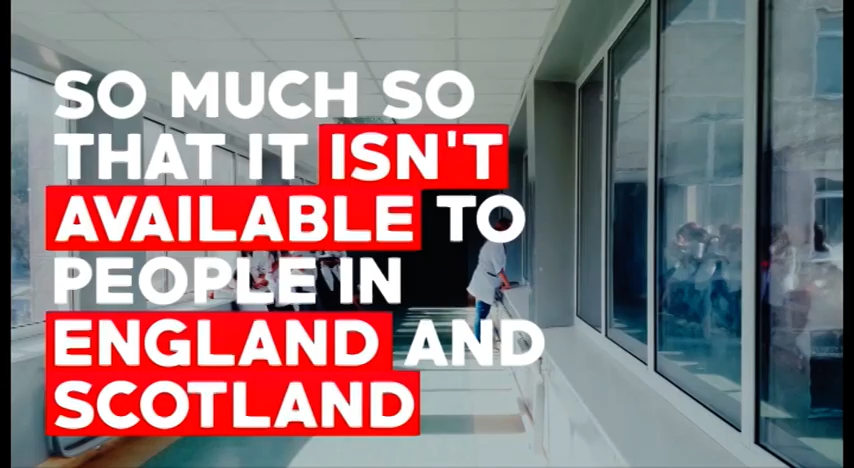 SO MUCH SO
THAT IT ISN'T
AVAILABLE TO
PEOPLE IN
ENGLAND AND
SCOTLAND